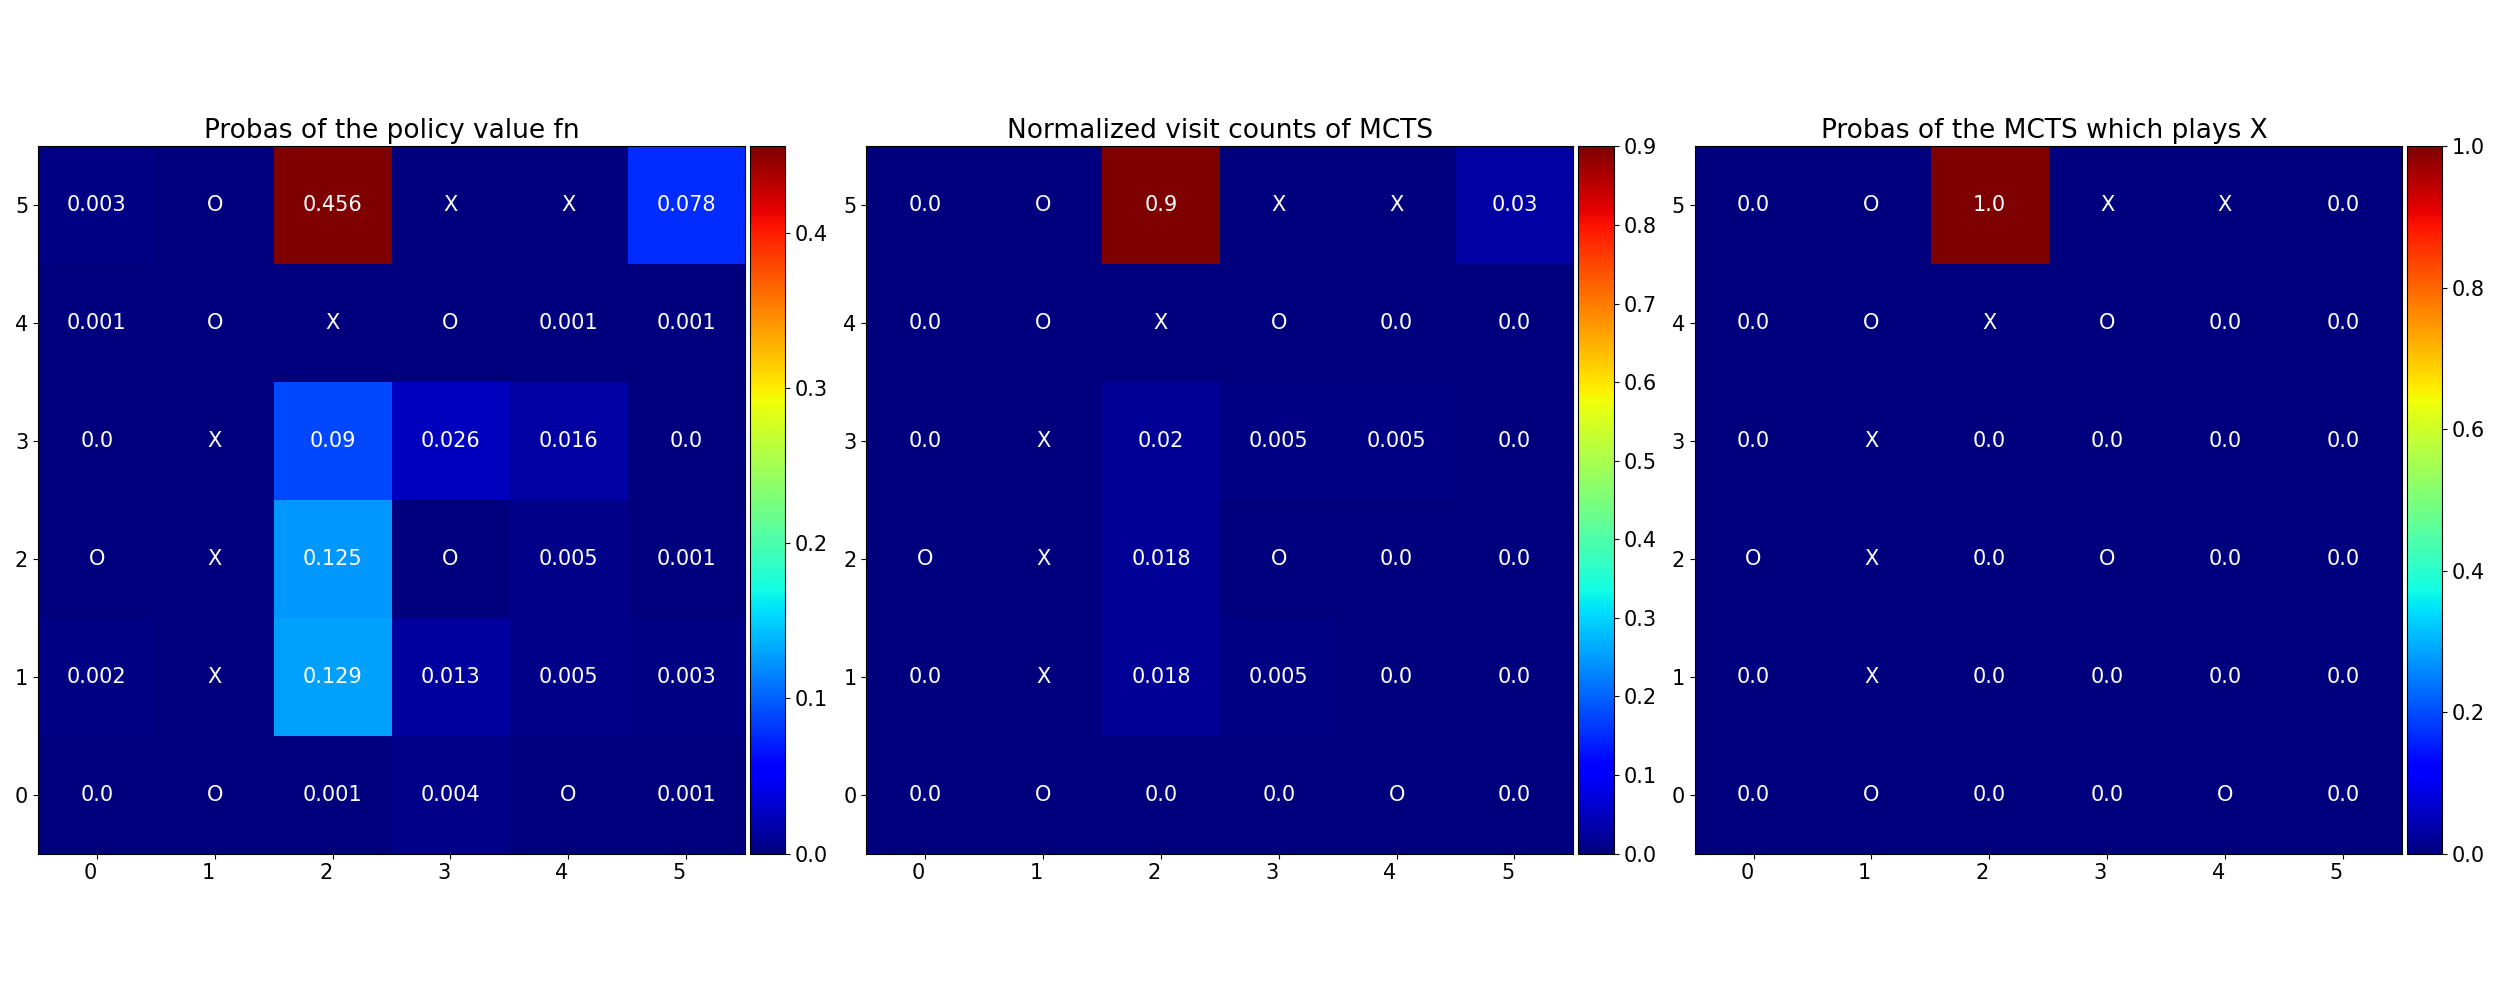 Probas of the policy value fn
5 0.003 O 0.456 X X 0.078
4 0.001 O X O 0.001 0.001
3 0.0 X 0.09 0.026 0.016 0.0
2 O X 0.125 O 0.005 0.001
1 0.002 X 0.129 0.013 0.005 0.003
0 0.0 O 0.001 0.004 O 0.001
0 1 2 3 4 5
0.4
0.3
0.2
0.1
0.0
Normalized visit counts of MCTS
5 0.0 O 0.9 X X 0.03
4 0.0 O X O 0.0 0.0
3 0.0 X 0.02 0.005 0.005 0.0
2 O X 0.018 O 0.0 0.0
1 0.0 X 0.018 0.005 0.0 0.0
0 0.0 O 0.0 0.0 O 0.0
0 1 2 3 4 5
0.9
0.8
0.7
0.6
0.5
0.4
0.3
0.2
0.1
0.0
Probas of the MCTS which plays X
5 0.0 O 1.0 X X 0.0
4 0.0 O X O 0.0 0.0
3 0.0 X 0.0 0.0 0.0 0.0
2 O X 0.0 O 0.0 0.0
1 0.0 X 0.0 0.0 0.0 0.0
0 0.0 O 0.0 0.0 O 0.0
0 1 2 3 4 5
1.0
0.8
0.6
0.4
0.2
0.0